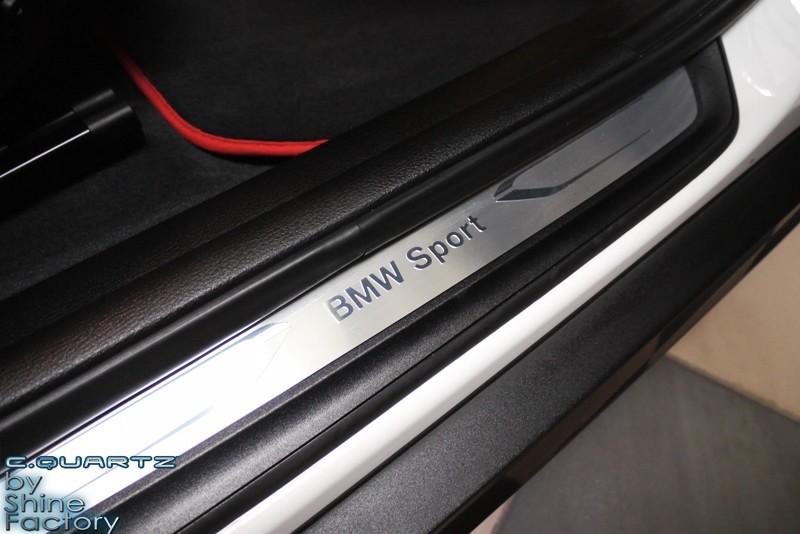 BMW Sport
C.QUARTZ
by
Shine
Factory